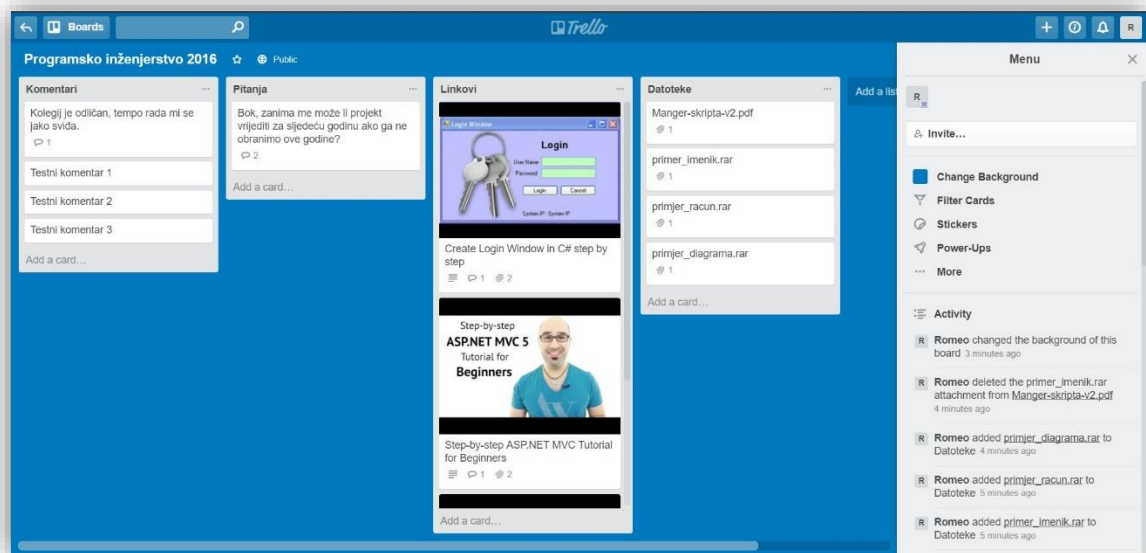 Boards
Trello
R
Programsko inženjerstvo 2016
Public
Komentari
Kolegij je odličan, tempo rada mi se
jako sviđa.
1
Testni komentar 1
Testni komentar 2
Testni komentar 3
Add a card…
Pitanja
Bok, zanima me može li projekt
vrijediti za sljedeću godinu ako ga ne
obranimo ove godine?
2
Add a card…
Linkovi
Login Window
Login
User Name
Password
Login Cancel
System IP : System IP
Create Login Window in C# step by
step
1 2
Step-by-step
ASP.NET MVC 5
Tutorial for
Beginners
Step-by-step ASP.NET MVC Tutorial
for Beginners
1 2
Add a card…
Datoteke
Manger-skripta-v2.pdf
1
primer_imenik.rar
1
primjer_racun.rar
1
primjer_diagrama.rar
1
Add a card…
Add a list
Menu
R
Invite…
Change Background
Filter Cards
Stickers
Power-Ups
More
Activity
R Romeo changed the background of this
board 3 minutes ago
R Romeo deleted the primer_imenik.rar
attachment from Manger-skripta-v2.pdf
4 minutes ago
R Romeo added primjer_diagrama.rar to
Datoteke 4 minutes ago
R Romeo added primjer_racun.rar to
Datoteke 5 minutes ago
R Romeo added primer_imenik.rar to
Datoteke 5 minutes ago